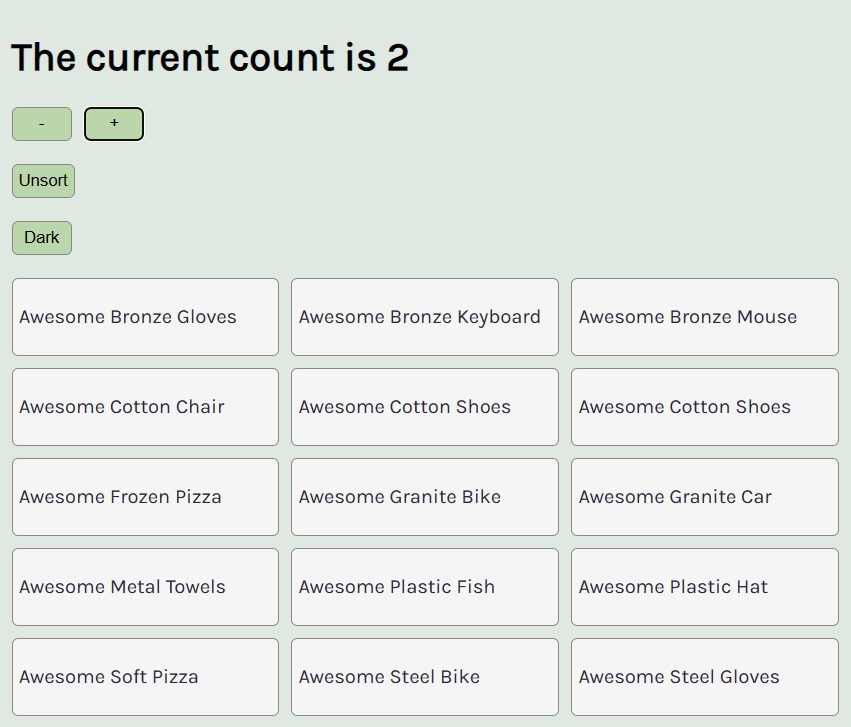 The current count is 2
- +
Unsort
Dark
Awesome Bronze Gloves
Awesome Bronze Keyboard
Awesome Bronze Mouse
Awesome Cotton Chair
Awesome Cotton Shoes
Awesome Cotton Shoes
Awesome Frozen Pizza
Awesome Granite Bike
Awesome Granite Car
Awesome Metal Towels
Awesome Plastic Fish
Awesome Plastic Hat
Awesome Soft Pizza
Awesome Steel Bike
Awesome Steel Gloves